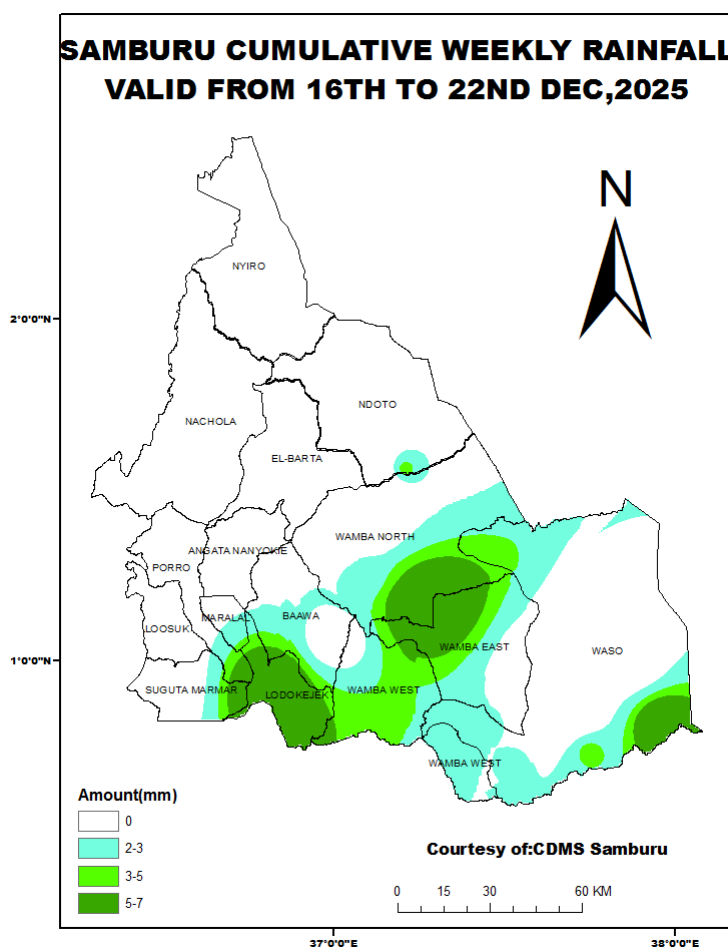 SAMBURU CUMULATIVE WEEKLY RAINFALL
VALID FROM 16TH TO 22ND DEC,2025
N
NYIRO
2°0'0"N
NDOTO
NACHOLA
EL-BARTA
WAMBA NORTH
ANGATA NANYOKIE
PORRO
MARALAL
BAAWA
LOOSUK
WAMBA EAST
WASO
1°0'0"N
SUGUTA MARMAR
LODOKEJEK
WAMBA WEST
WAMBA WEST
Amount(mm)
0
2-3
3-5
5-7
Courtesy of:CDMS Samburu
0 15 30 60 KM
37°0'0"E 38°0'0"E